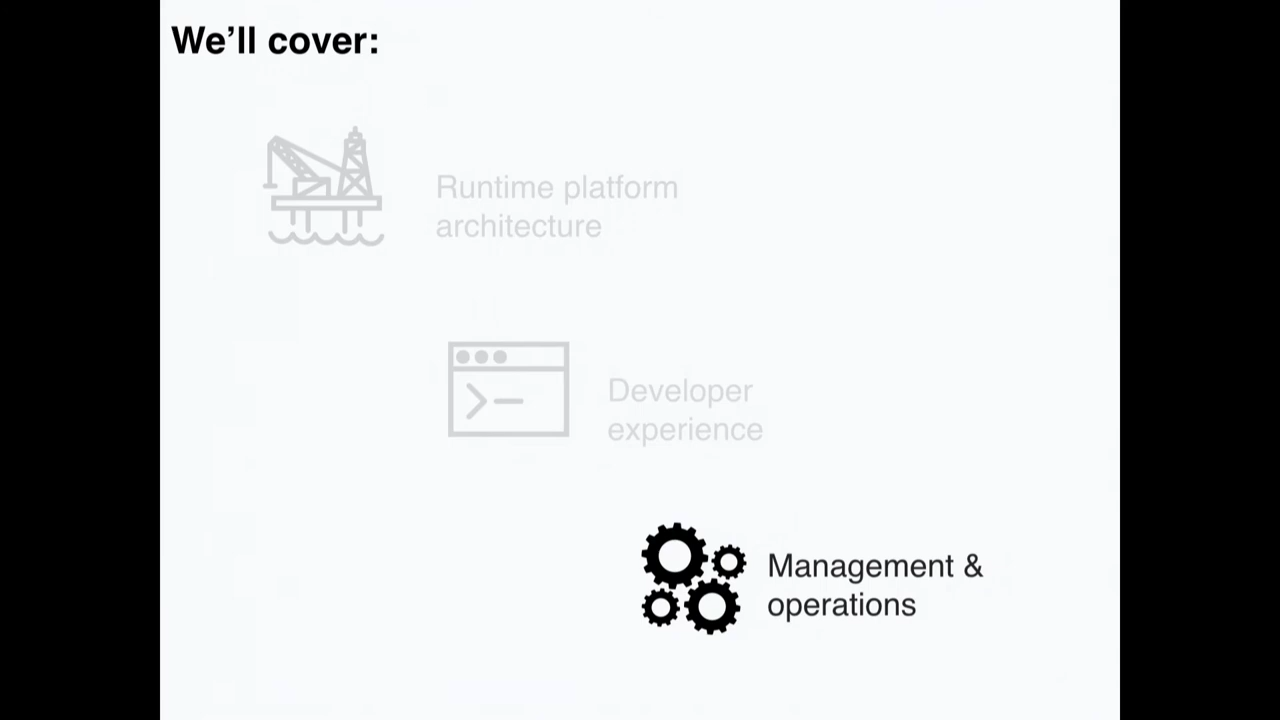 We’ll cover:
Runtime platform
architecture
Developer
experience
Management &
operations